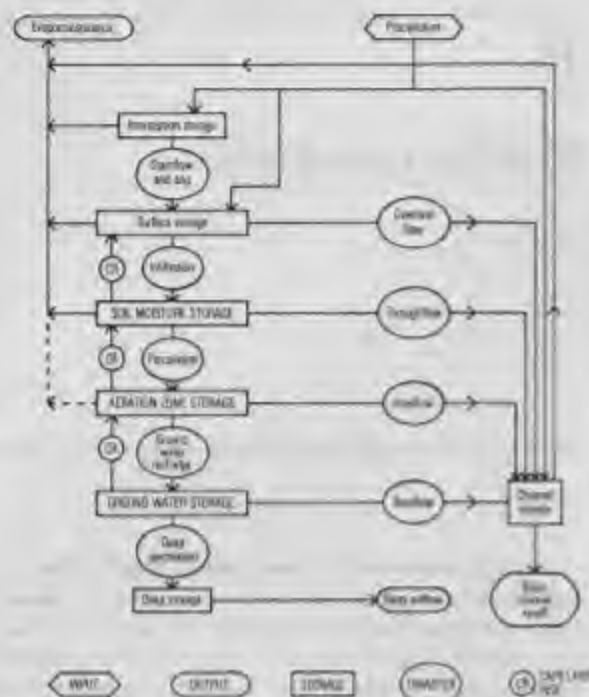 Evapotranspiration
Precipitation
Interception storage
Stemflow
and drip
Surface storage
Overland
flow
CR
Infiltration
SOIL MOISTURE STORAGE
Throughflow
CR
Percolation
AERATION ZONE STORAGE
Interflow
CR
Ground
water
recharge
GROUND WATER STORAGE
Baseflow
Channel
storage
Deep
percolation
Deep storage
Deep outflow
Basin
channel
runoff
INPUT
OUTPUT
STORAGE
TRANSFER
CR
CAPILLARY
RISE